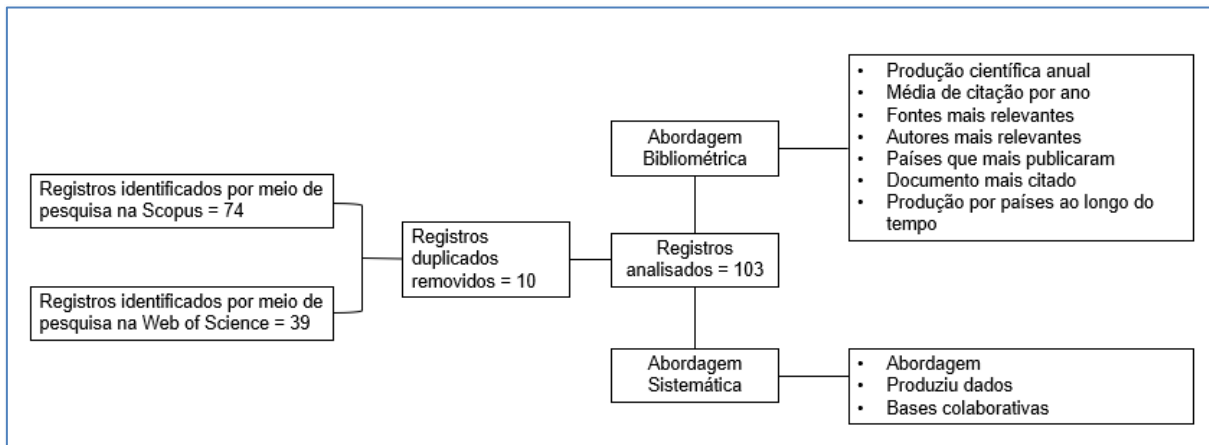 Registros identificados por meio de
pesquisa na Scopus = 74
Registros identificados por meio de
pesquisa na Web of Science = 39
Registros
duplicados
removidos = 10
Abordagem
Bibliométrica
Registros
analisados = 103
Abordagem
Sistemática
• Produção científica anual
• Média de citação por ano
• Fontes mais relevantes
• Autores mais relevantes
• Países que mais publicaram
• Documento mais citado
• Produção por países ao longo do
tempo
• Abordagem
• Produziu dados
• Bases colaborativas